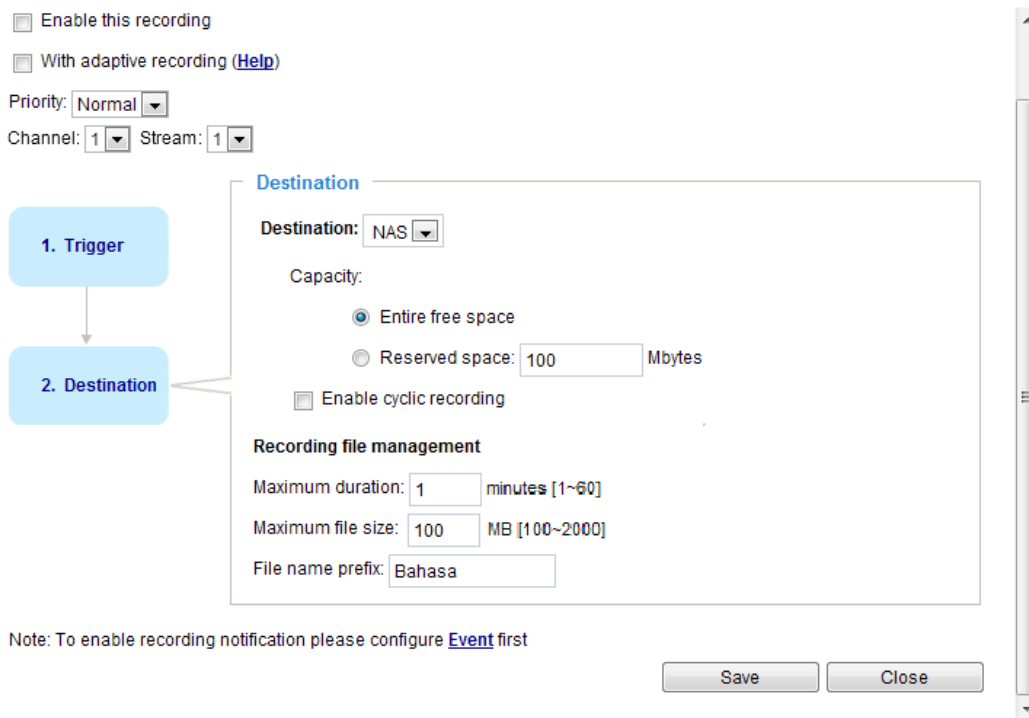 Enable this recording
With adaptive recording (Help)
Priority: Normal
Channel: 1 Stream: 1
Destination
1. Trigger
2. Destination
Destination: NAS
Capacity:
Entire free space
Reserved space: 100 Mbytes
Enable cyclic recording
Recording file management
Maximum duration: 1 minutes [1~60]
Maximum file size: 100 MB [100~2000]
File name prefix: Bahasa
Note: To enable recording notification please configure Event first
Save Close